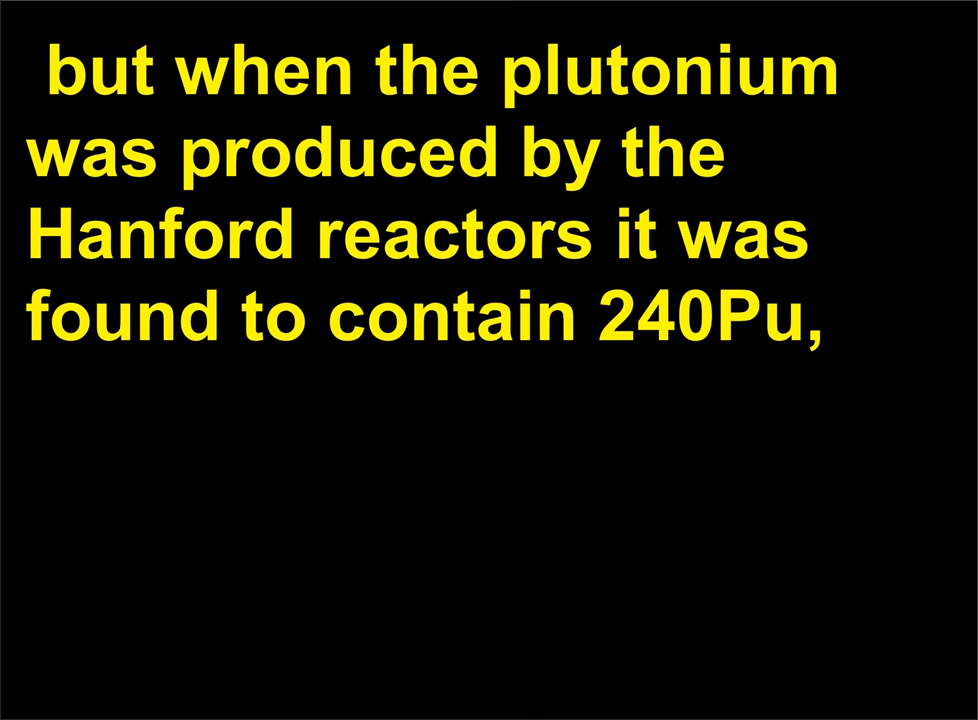 but when the plutonium
was produced by the
Hanford reactors it was
found to contain 240Pu,